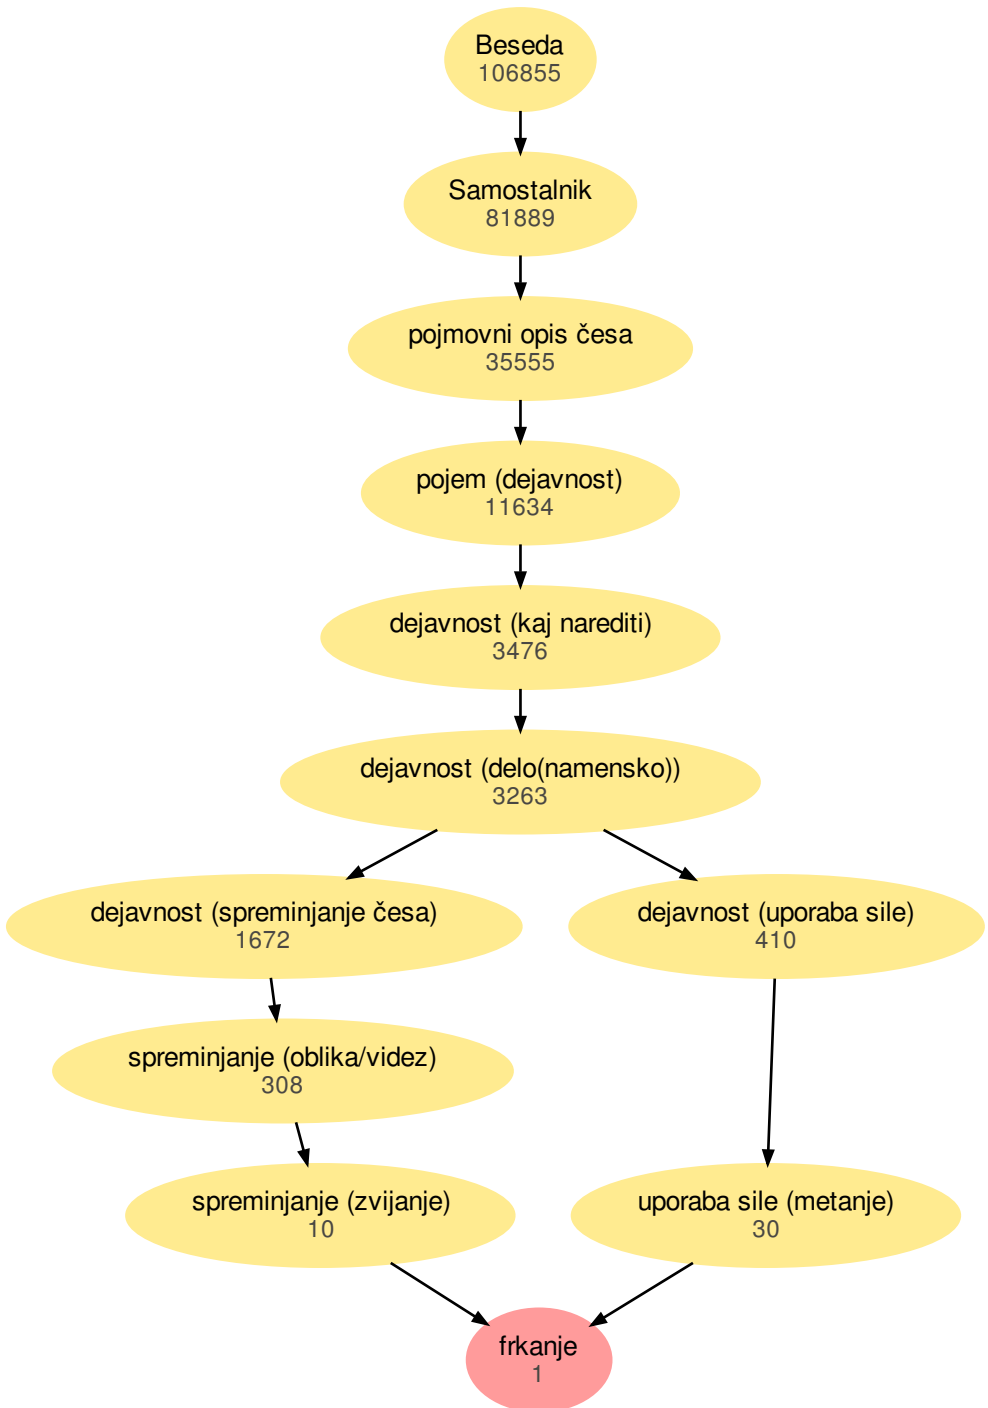 Beseda
106855
Samostalnik
81889
pojmovni opis česa
35555
pojem (dejavnost)
11634
dejavnost (kaj narediti)
3476
dejavnost (delo(namensko))
3263
dejavnost (spreminjanje česa)
1672
dejavnost (uporaba sile)
410
spreminjanje (oblika/videz)
308
spreminjanje (zvijanje)
10
uporaba sile (metanje)
30
frkanje
1